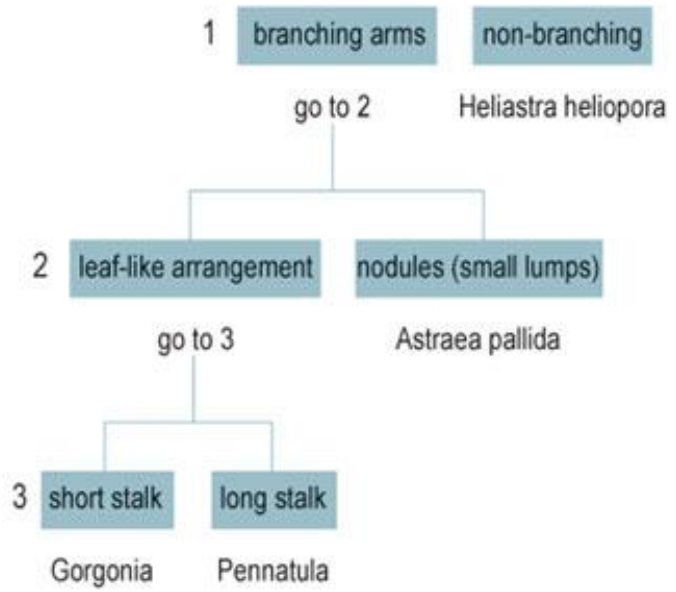 1 branching arms non-branching
go to 2 Heliastra heliopora
2 leaf-like arrangement nodules (small lumps)
go to 3 Astraea pallida
3 short stalk long stalk
Gorgonia Pennatula